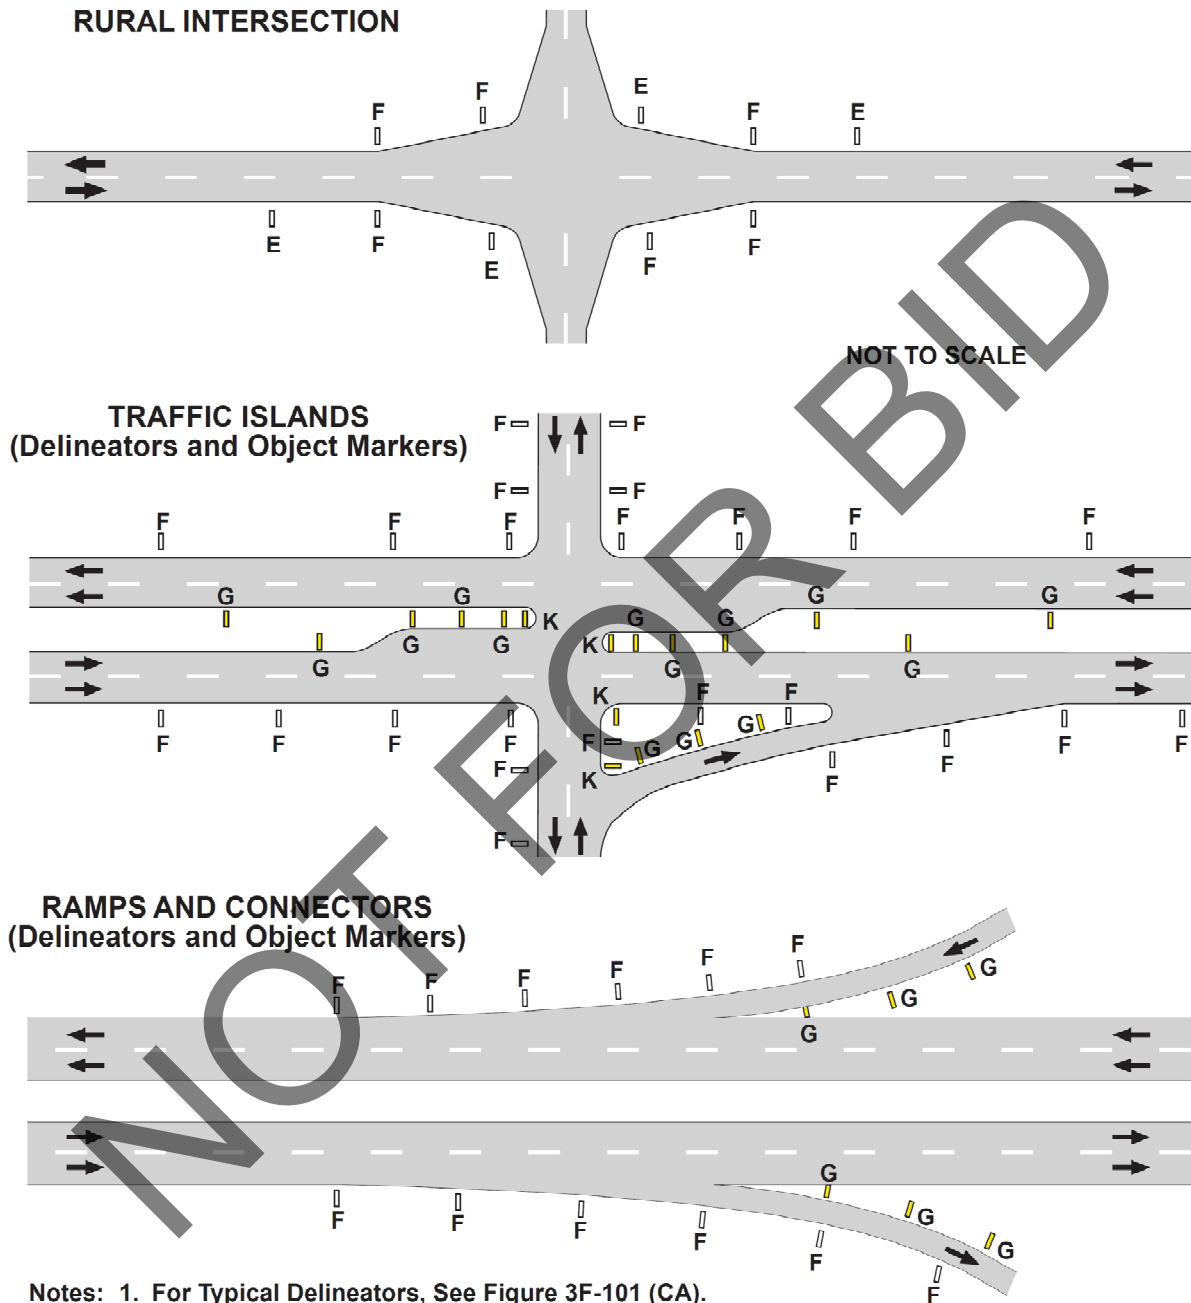 RURAL INTERSECTION
F
F
E
F
E
E
F
E
F
F
NOT TO SCALE
TRAFFIC ISLANDS
(Delineators and Object Markers)
F F
F F
F F F F F F F
G G G G G
K
K
G G G G G
K
F F
F F F F
F
G G G
F
K
F
F
F
F
F
F
RAMPS AND CONNECTORS
(Delineators and Object Markers)
F F F F F F
G
G
G
G
G
G
F F F F F F
Notes: 1. For Typical Delineators, See Figure 3F-101 (CA).
NOT FOR BID